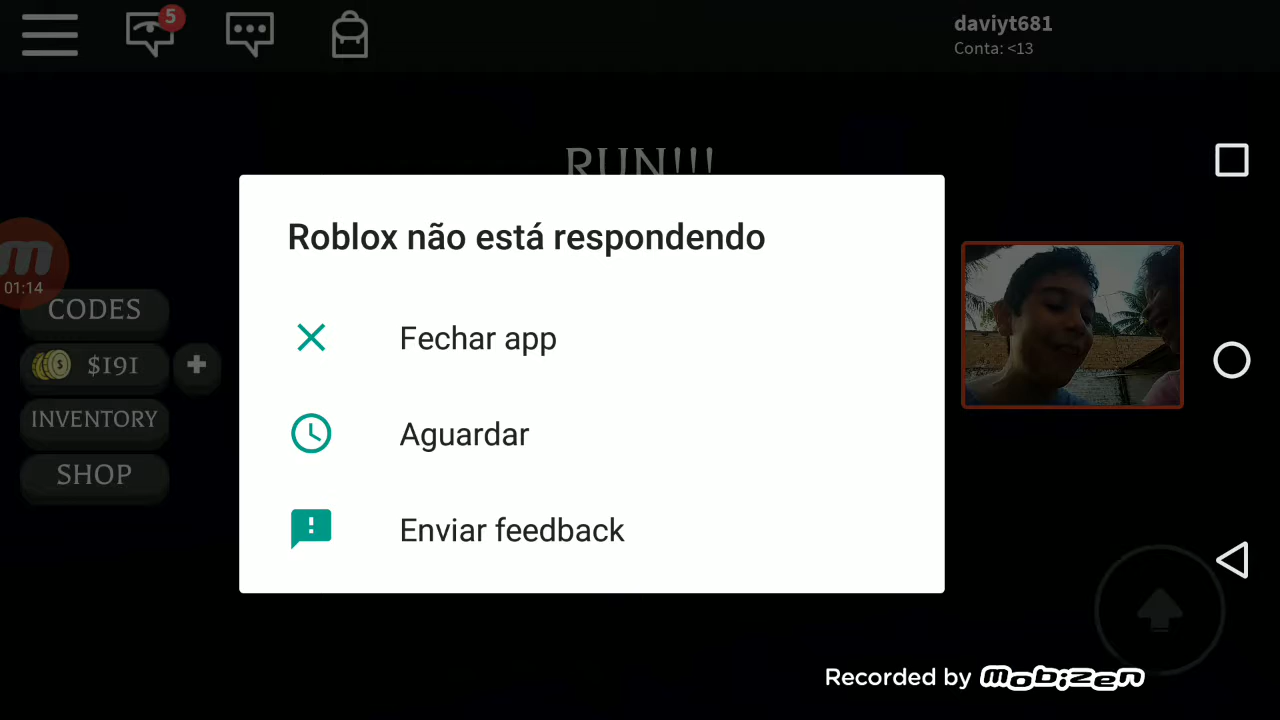 5
daviyt681
Conta: <13
RUN!!!
Roblox não está respondendo
m
01:14
CODES
Fechar app
$191
+
INVENTORY
Aguardar
SHOP
Enviar feedback
Recorded by mobizen